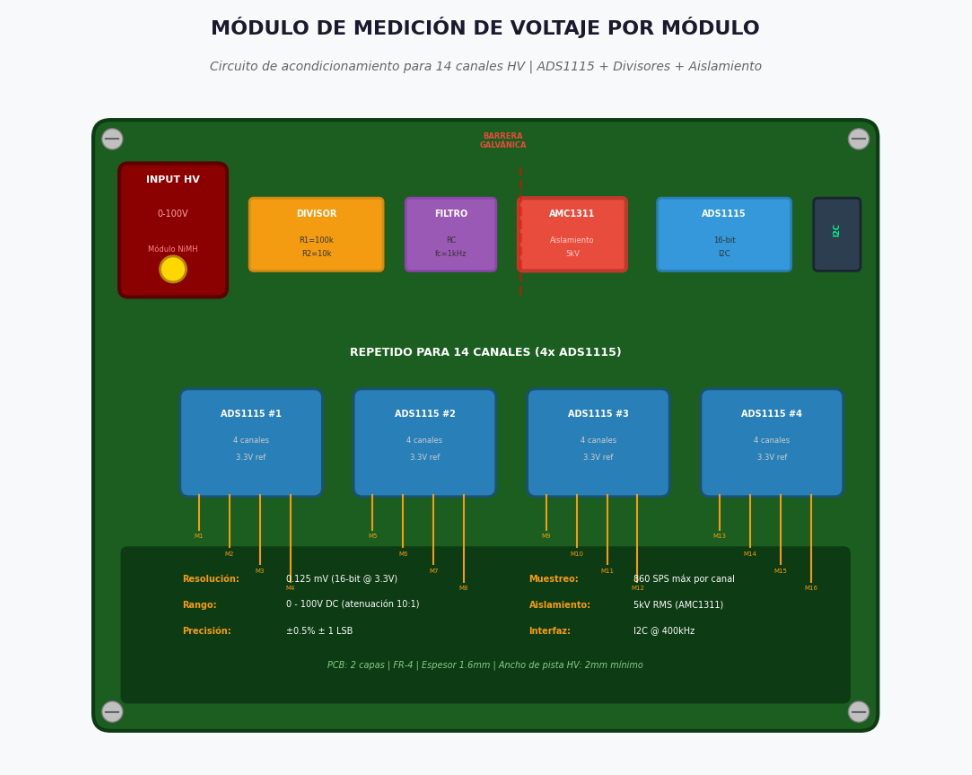 MÓDULO DE MEDICIÓN DE VOLTAJE POR MÓDULO
Circuito de acondicionamiento para 14 canales HV | ADS1115 + Divisores + Aislamiento
BARRERA
GALVÁNICA
INPUT HV
0-100V
Módulo NiMH
DIVISOR
R1=100k
R2=10k
FILTRO
RC
fc=1kHz
AMC1311
Aislamiento
5kV
ADS1115
16-bit
I2C
I2C
REPETIDO PARA 14 CANALES (4x ADS1115)
ADS1115 #1
4 canales
3.3V ref
ADS1115 #2
4 canales
3.3V ref
ADS1115 #3
4 canales
3.3V ref
ADS1115 #4
4 canales
3.3V ref
M1
M2
M3
M4
M5
M6
M7
M8
M9
M10
M11
M12
M13
M14
M15
M16
Resolución: 0.125 mV (16-bit @ 3.3V)
Rango: 0 - 100V DC (atenuación 10:1)
Precisión: ±0.5% ± 1 LSB
Muestreo: 860 SPS máx por canal
Aislamiento: 5kV RMS (AMC1311)
Interfaz: I2C @ 400kHz
PCB: 2 capas | FR-4 | Espesor 1.6mm | Ancho de pista HV: 2mm mínimo